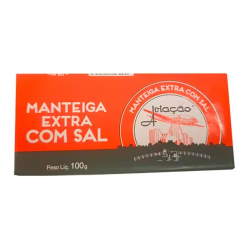 MANTEIGA
EXTRA
COM SAL
Peso Líq. 100g
MANTEIGA EXTRA COM SAL
Aviação